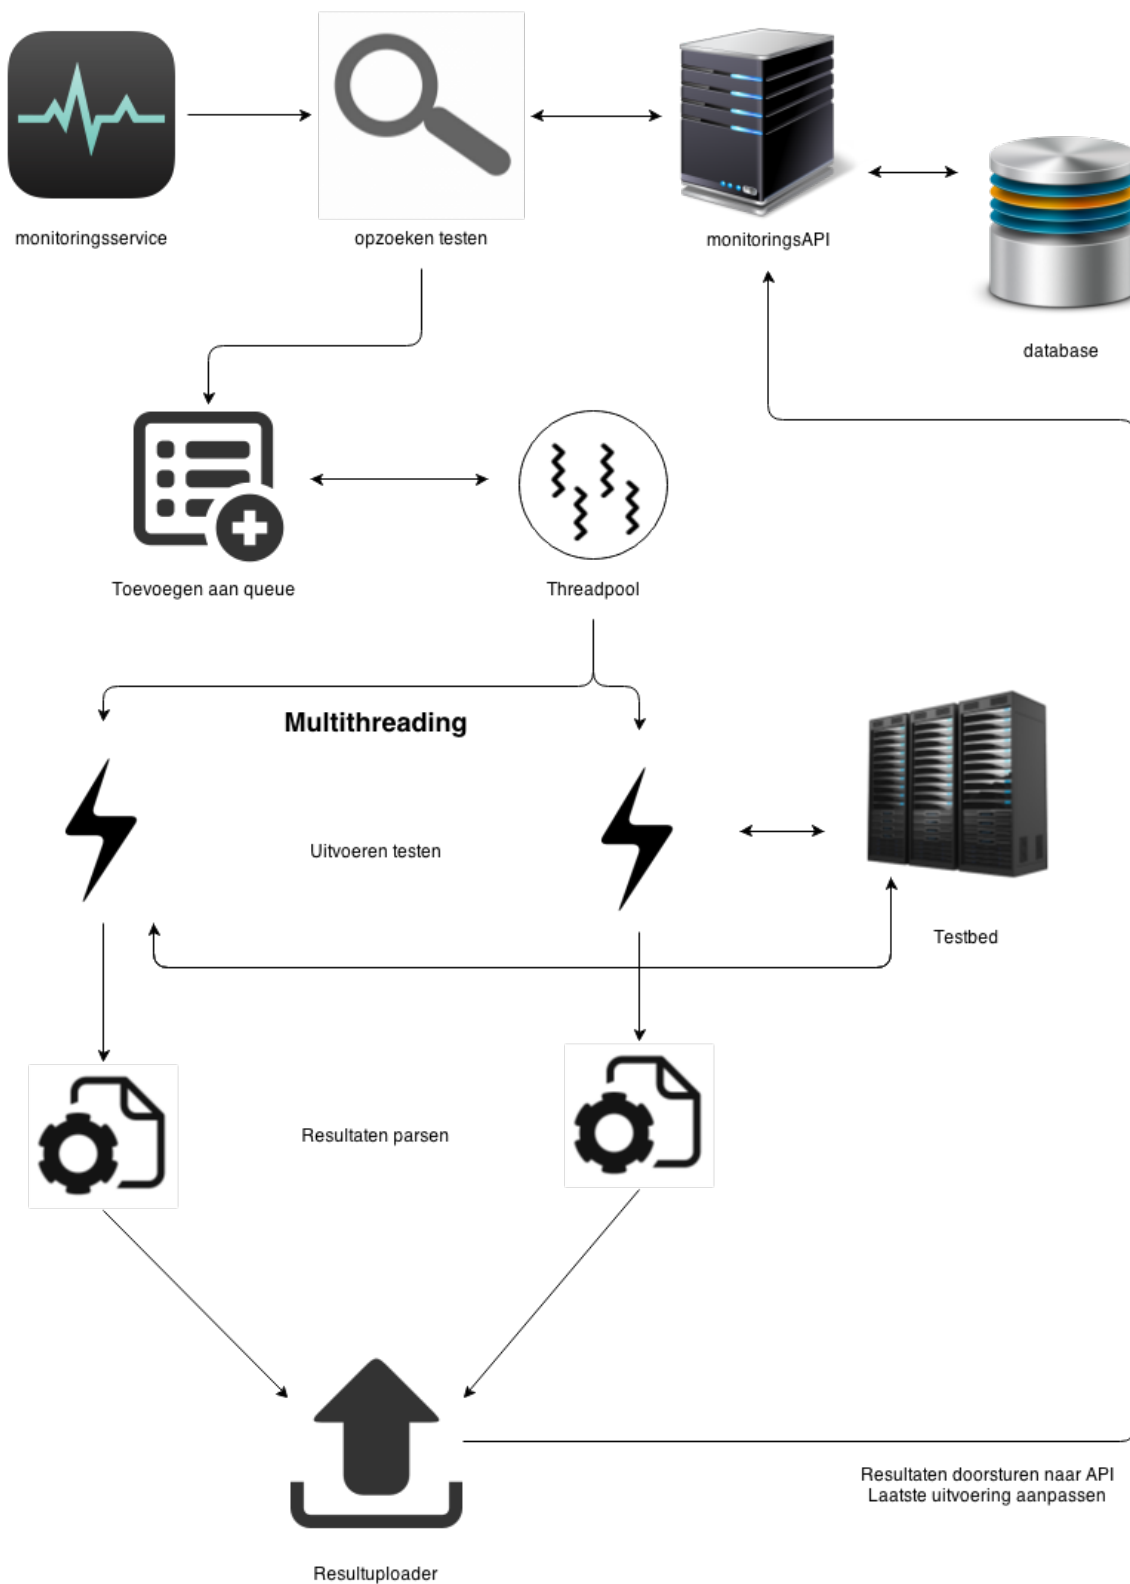 monitoringsservice
opzoeken testen
monitoringsAPI
database
Toevoegen aan queue
Threadpool
Multithreading
Uitvoeren testen
Testbed
Resultaten parsen
Resultaten doorsturen naar API
Laatste uitvoering aanpassen
Resultuploader